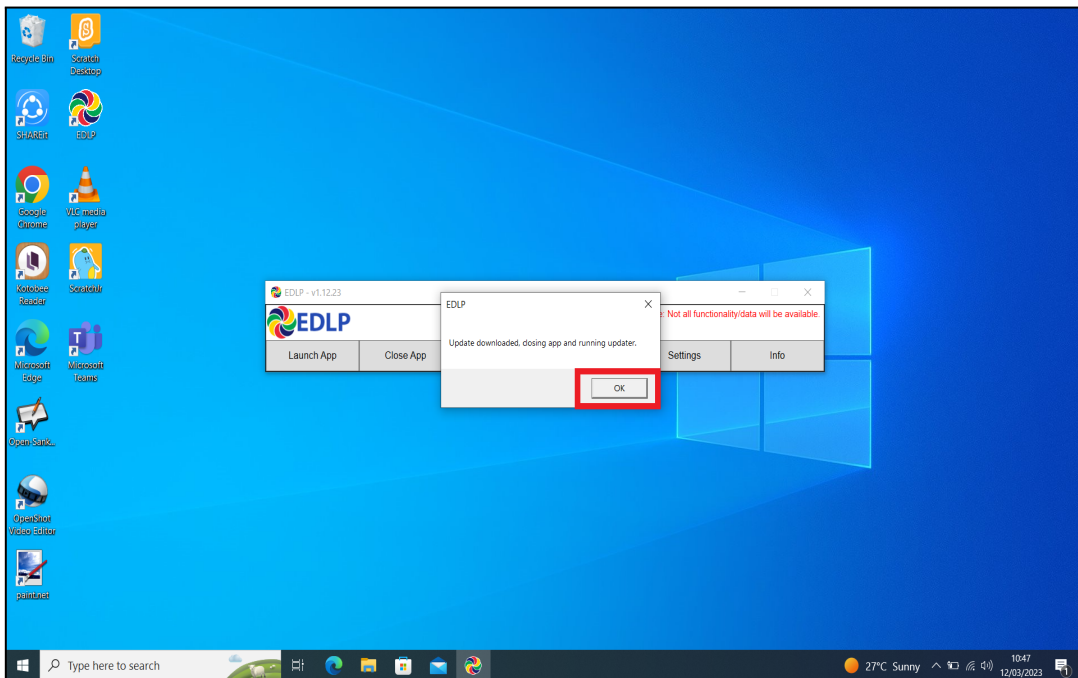 Recycle Bin
Scratch
Desktop
SHAREit
EDLP
Google
Chrome
VLC media
player
Kotobee
Reader
ScratchJr
Microsoft
Edge
Microsoft
Teams
Open-Sank...
OpenShot
Video Editor
paint.net
EDLP - v1.12.23
EDLP
e: Not all functionality/data will be available.
Launch App
Close App
Settings
Info
EDLP
Update downloaded, closing app and running updater.
OK
Type here to search
27°C Sunny
10:47
12/03/2023
1